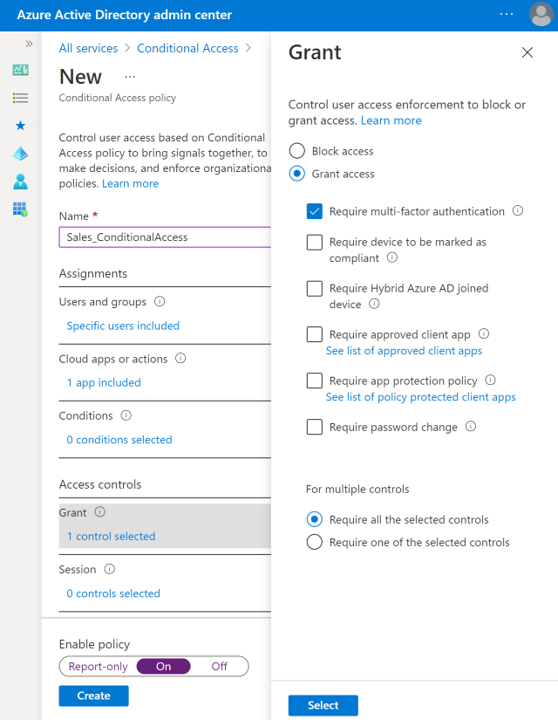 Azure Active Directory admin center
All services > Conditional Access >
New ...
Conditional Access policy
Control user access based on Conditional
Access policy to bring signals together, to
make decisions, and enforce organizationa
policies. Learn more
Name *
Sales_ConditionalAccess
Assignments
Users and groups
Specific users included
Cloud apps or actions
1 app included
Conditions
0 conditions selected
Access controls
Grant
1 control selected
Session
0 controls selected
Enable policy
Report-only On Off
Create
Grant
Control user access enforcement to block or
grant access. Learn more
Block access
Grant access
Require multi-factor authentication
Require device to be marked as
compliant
Require Hybrid Azure AD joined
device
Require approved client app
See list of approved client apps
Require app protection policy
See list of policy protected client apps
Require password change
For multiple controls
Require all the selected controls
Require one of the selected controls
Select